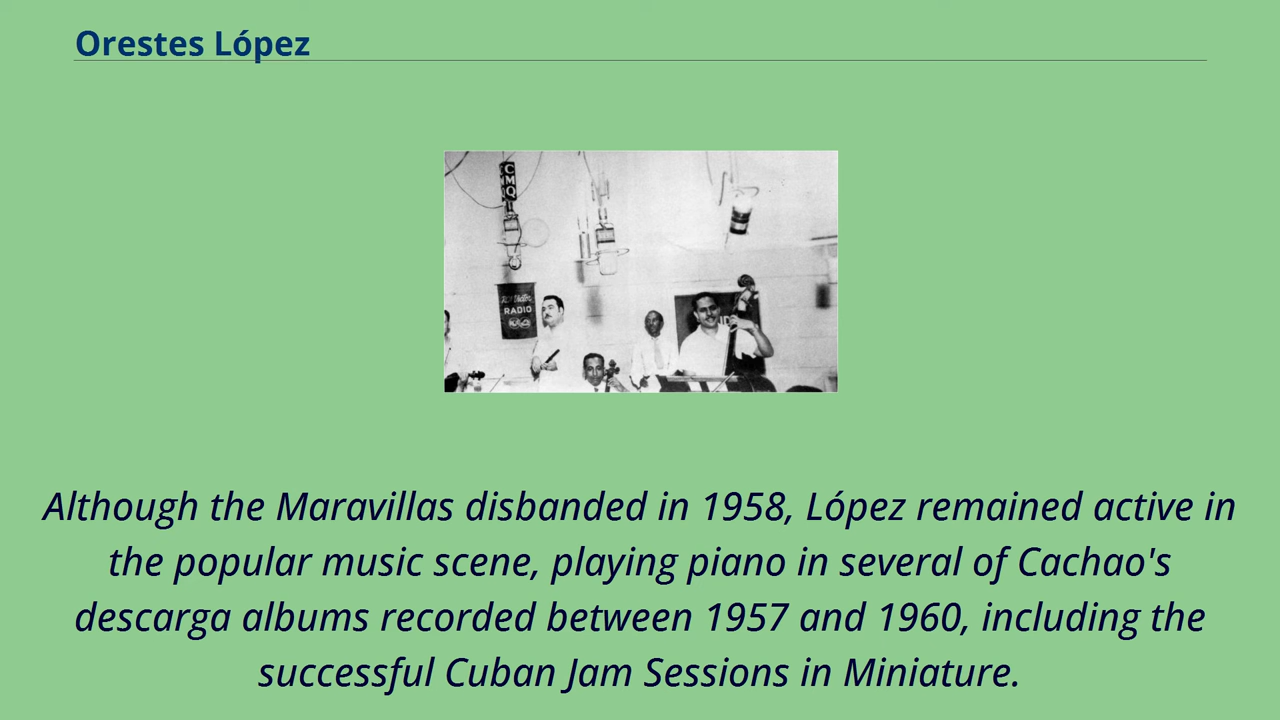 Orestes López
CMQ
RCA Victor
RADIO
Although the Maravillas disbanded in 1958, López remained active in
the popular music scene, playing piano in several of Cachao's
descarga albums recorded between 1957 and 1960, including the
successful Cuban Jam Sessions in Miniature.